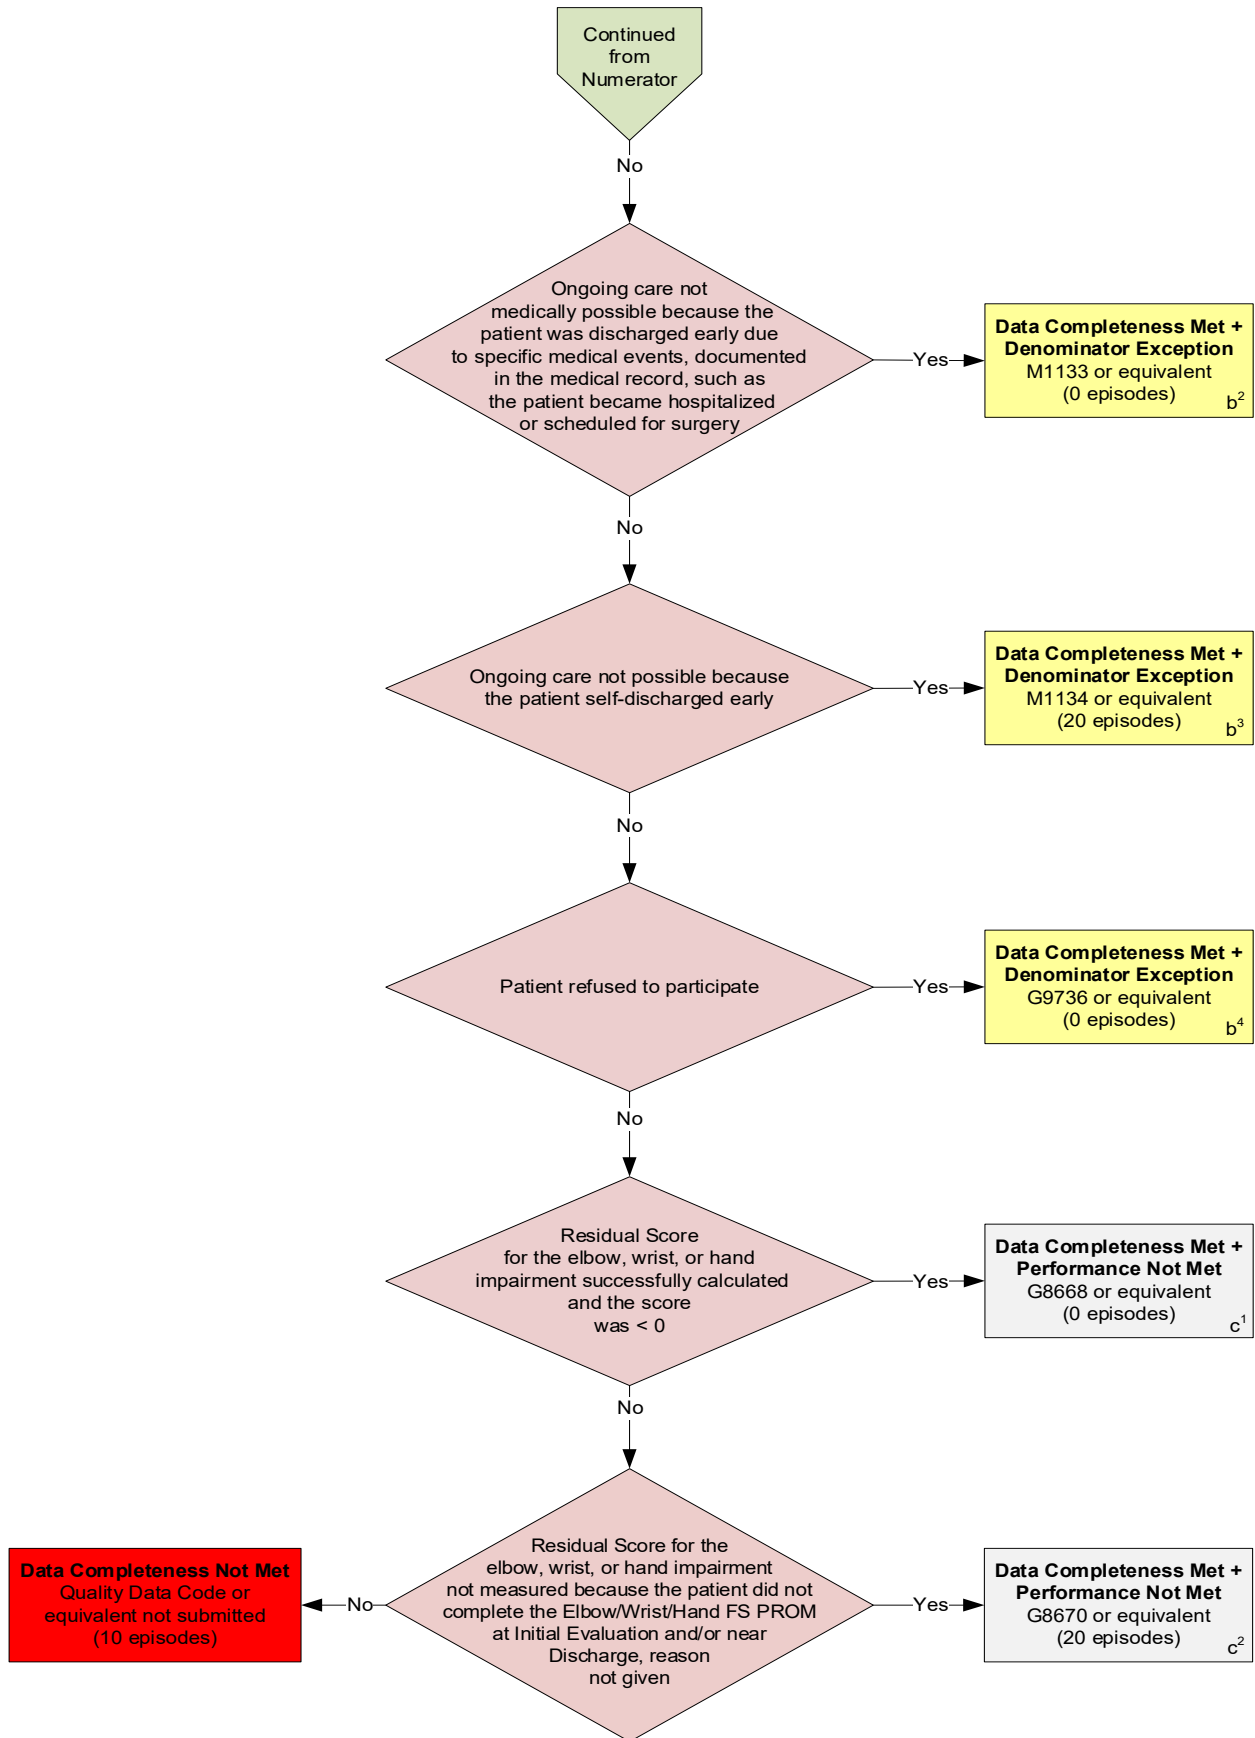 Continued
from
Numerator
No
Ongoing care not
medically possible because the
patient was discharged early due
to specific medical events, documented
in the medical record, such as
the patient became hospitalized
or scheduled for surgery
Yes
Data Completeness Met +
Denominator Exception
M1133 or equivalent
(0 episodes)
b²
No
Ongoing care not possible because
the patient self-discharged early
Yes
Data Completeness Met +
Denominator Exception
M1134 or equivalent
(20 episodes)
b³
No
Patient refused to participate
Yes
Data Completeness Met +
Denominator Exception
G9736 or equivalent
(0 episodes)
b⁴
No
Residual Score
for the elbow, wrist, or hand
impairment successfully calculated
and the score
was < 0
Yes
Data Completeness Met +
Performance Not Met
G8668 or equivalent
(0 episodes)
c¹
No
Residual Score for the
elbow, wrist, or hand impairment
not measured because the patient did not
complete the Elbow/Wrist/Hand FS PROM
at Initial Evaluation and/or near
Discharge, reason
not given
Yes
Data Completeness Met +
Performance Not Met
G8670 or equivalent
(20 episodes)
c²
No
Data Completeness Not Met
Quality Data Code or
equivalent not submitted
(10 episodes)